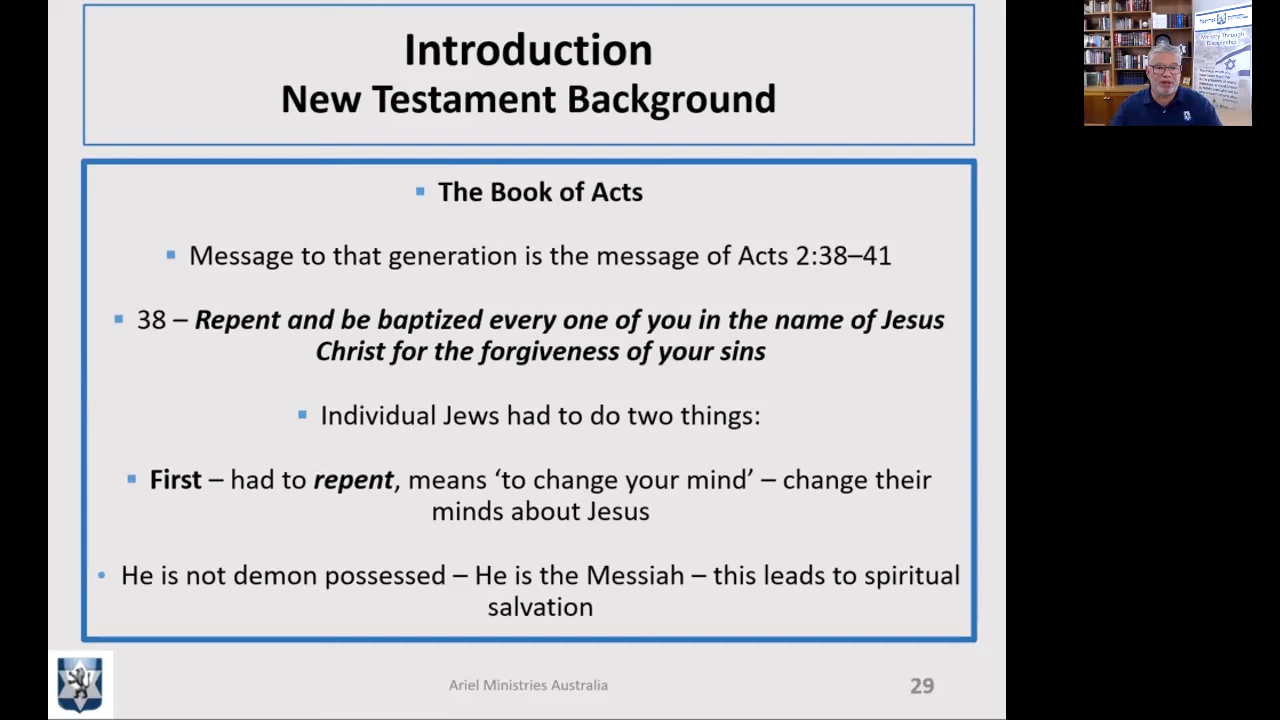 Introduction
New Testament Background
▪ The Book of Acts
▪ Message to that generation is the message of Acts 2:38–41
▪ 38 – Repent and be baptized every one of you in the name of Jesus
Christ for the forgiveness of your sins
▪ Individual Jews had to do two things:
▪ First – had to repent, means ‘to change your mind’ – change their
minds about Jesus
• He is not demon possessed – He is the Messiah – this leads to spiritual
salvation
Ariel Ministries Australia
29
Ministry Through
Discipleship